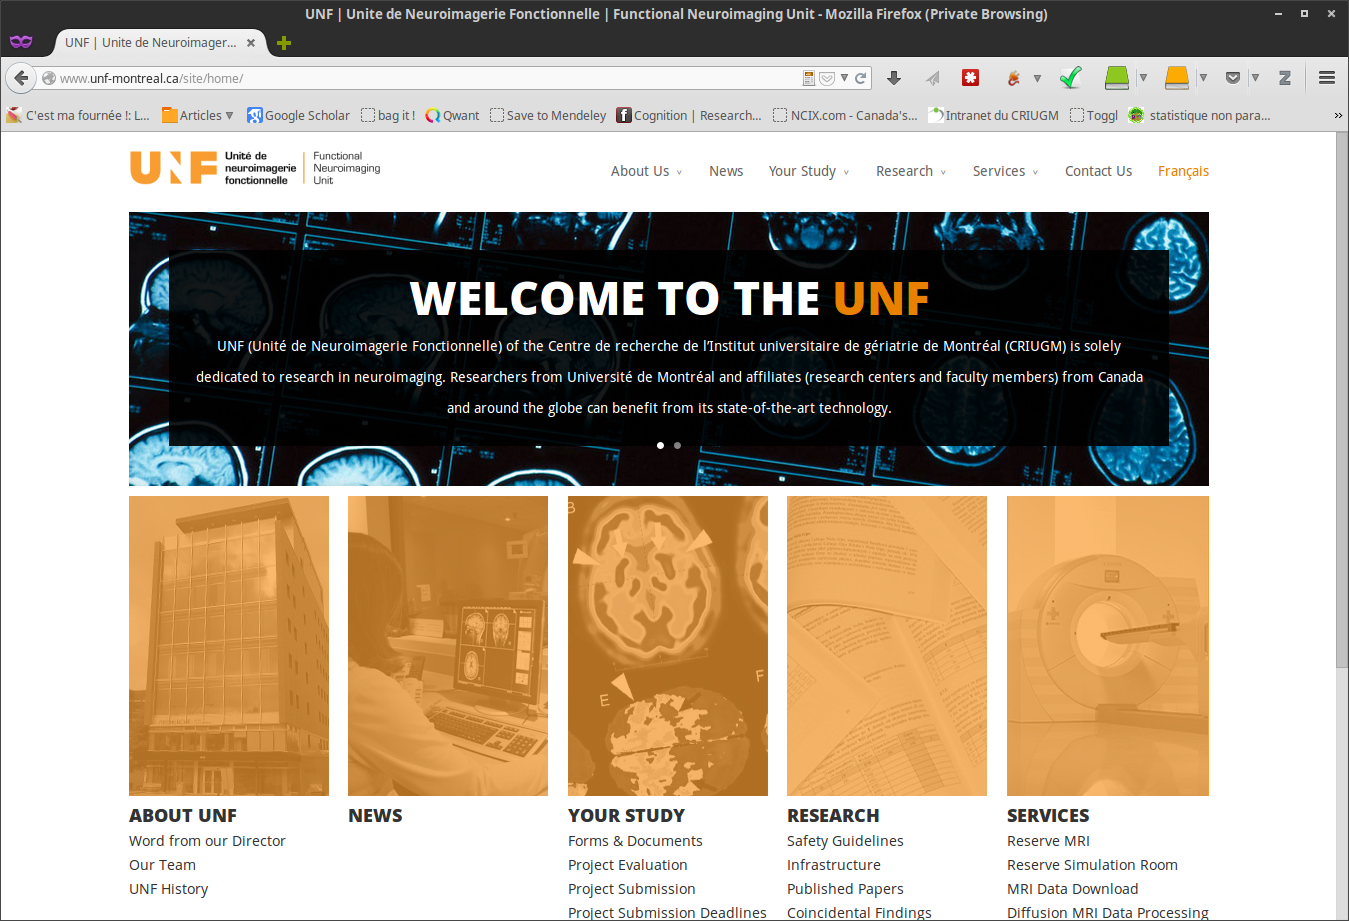 UNF | Unite de Neuroimagerie Fonctionnelle | Functional Neuroimaging Unit - Mozilla Firefox (Private Browsing)
UNF | Unite de Neuroimager...
www.unf-montreal.ca/site/home/
C'est ma fournée !: L... Articles Google Scholar bag it ! Qwant Save to Mendeley Cognition | Research... NCIX.com - Canada's... Intranet du CRIUGM Toggl statistique non para... »
UNF Unité de neuroimagerie fonctionnelle Functional Neuroimaging Unit
About Us News Your Study Research Services Contact Us Français
WELCOME TO THE UNF
UNF (Unité de Neuroimagerie Fonctionnelle) of the Centre de recherche de l’Institut universitaire de gériatrie de Montréal (CRIUGM) is solely
dedicated to research in neuroimaging. Researchers from Université de Montréal and affiliates (research centers and faculty members) from Canada
and around the globe can benefit from its state-of-the-art technology.
E
F
ABOUT UNF
Word from our Director
Our Team
UNF History
NEWS
YOUR STUDY
Forms & Documents
Project Evaluation
Project Submission
Project Submission Deadlines
RESEARCH
Safety Guidelines
Infrastructure
Published Papers
Coincidental Findings
SERVICES
Reserve MRI
Reserve Simulation Room
MRI Data Download
Diffusion MRI Data Processing